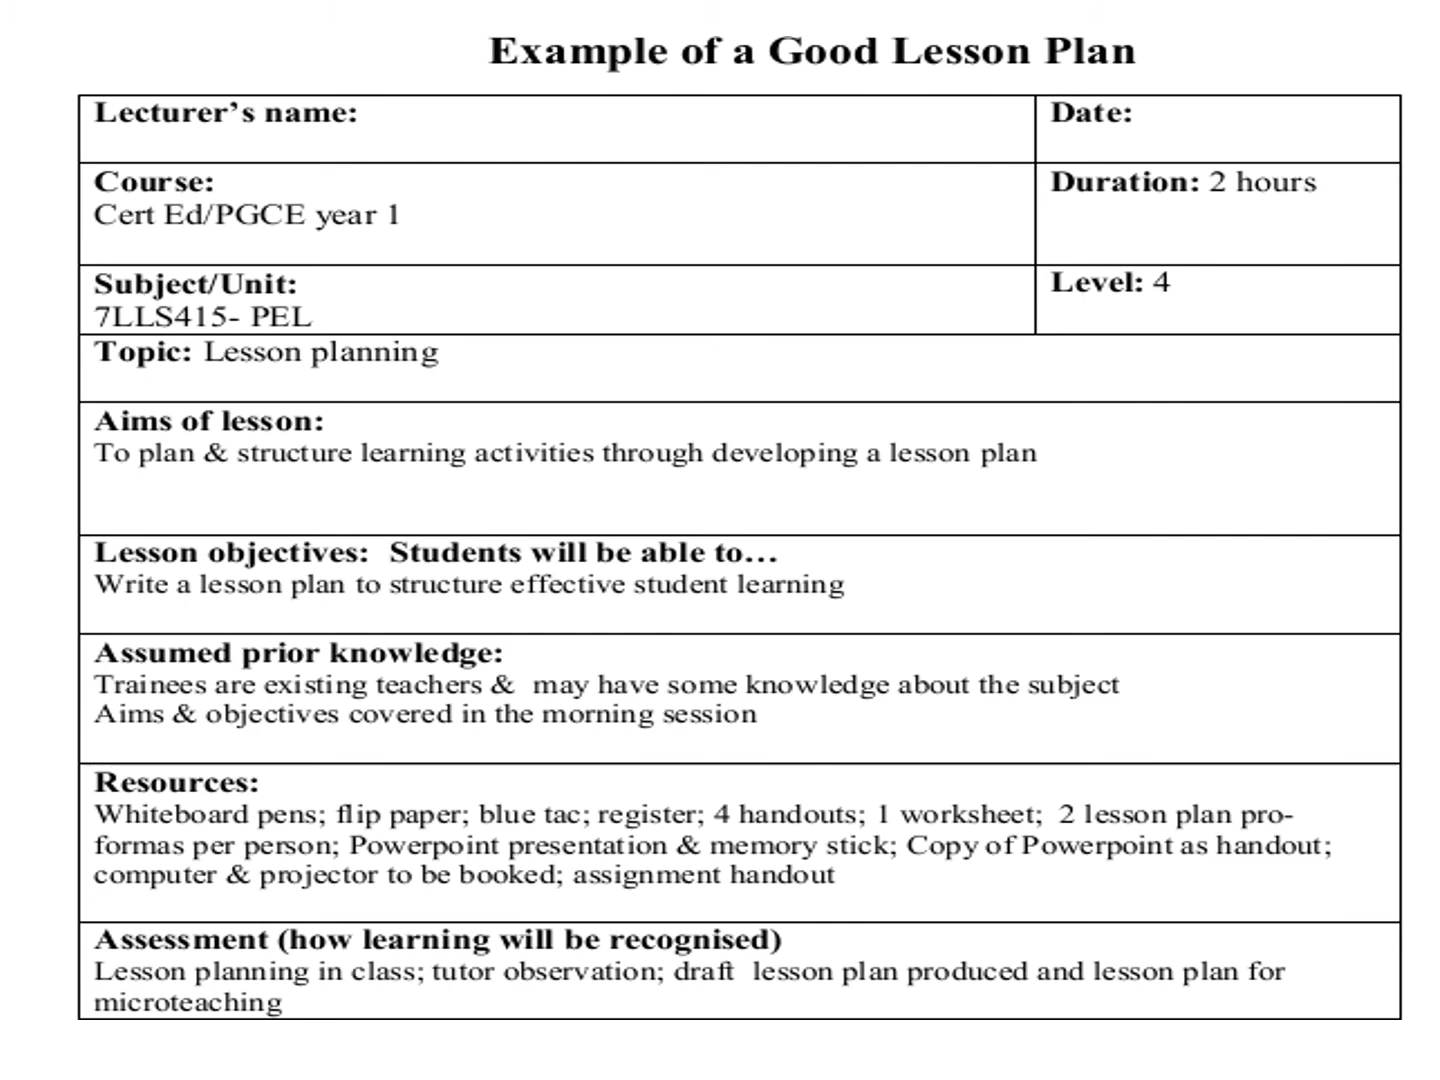 Example of a Good Lesson Plan
Lecturer’s name:
Date:
Course:
Cert Ed/PGCE year 1
Duration: 2 hours
Subject/Unit:
7LLS415- PEL
Level: 4
Topic: Lesson planning
Aims of lesson:
To plan & structure learning activities through developing a lesson plan
Lesson objectives:  Students will be able to…
Write a lesson plan to structure effective student learning
Assumed prior knowledge:
Trainees are existing teachers &  may have some knowledge about the subject
Aims & objectives covered in the morning session
Resources:
Whiteboard pens; flip paper; blue tac; register; 4 handouts; 1 worksheet;  2 lesson plan pro-
formas per person; Powerpoint presentation & memory stick; Copy of Powerpoint as handout;
computer & projector to be booked; assignment handout
Assessment (how learning will be recognised)
Lesson planning in class; tutor observation; draft  lesson plan produced and lesson plan for
microteaching